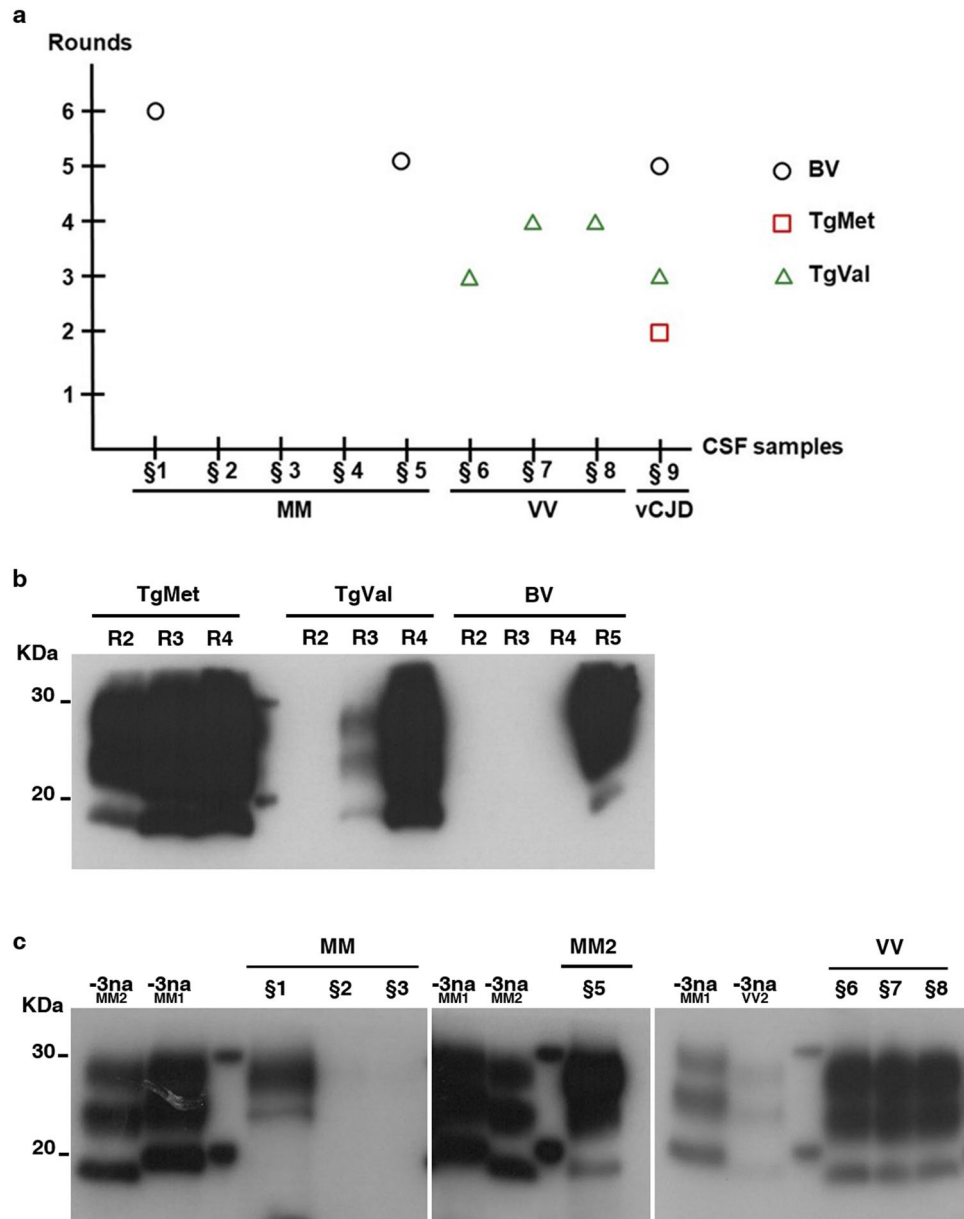 a
Rounds
6
5
4
3
2
1
BV
TgMet
TgVal
§1 §2 §3 §4 §5 §6 §7 §8 §9 CSF samples
MM VV vCJD
b
TgMet TgVal BV
R2 R3 R4 R2 R3 R4 R2 R3 R4 R5
KDa
30
20
c
MM MM2 VV
-3na -3na §1 §2 §3 -3na -3na §5 -3na -3na §6 §7 §8
MM2 MM1 MM1 MM2 MM1 VV2
KDa
30
20